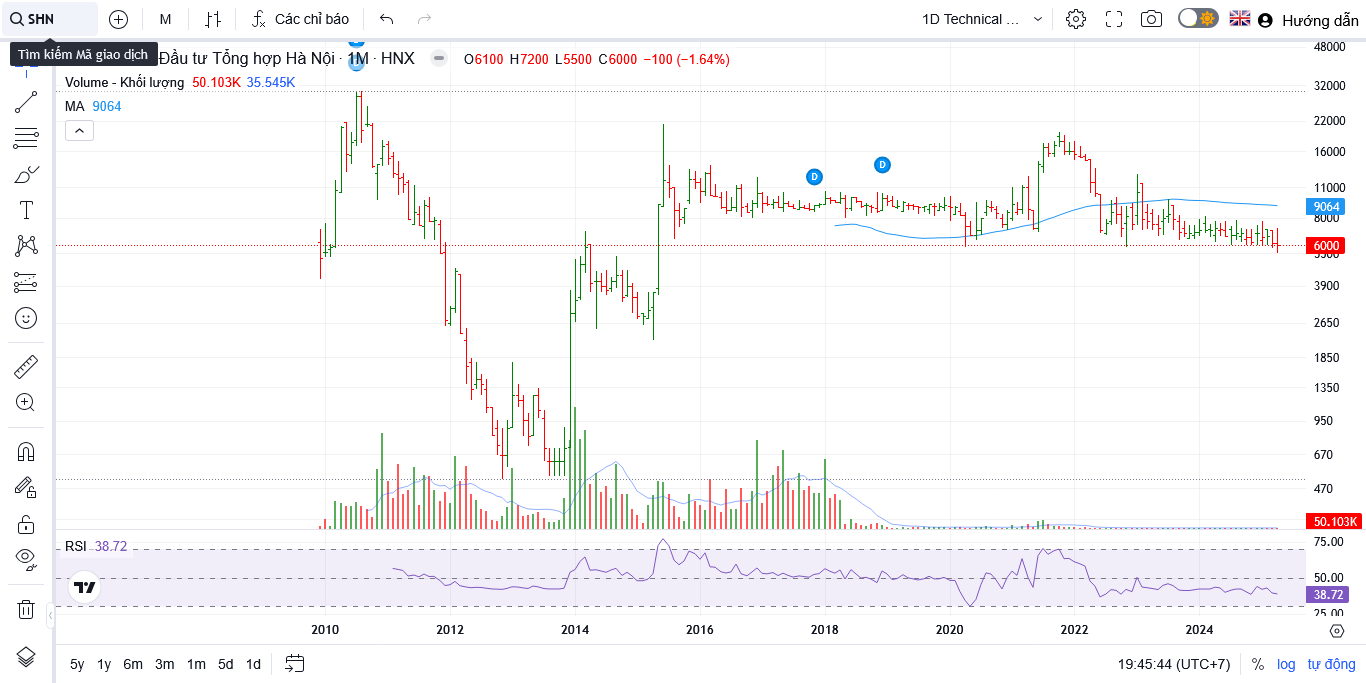 SHN
M
Các chỉ báo
1D Technical ...
Hướng dẫn
Tìm kiếm Mã giao dịch
Đầu tư Tổng hợp Hà Nội · 1M · HNX
O6100 H7200 L5500 C6000 −100 (−1.64%)
Volume - Khối lượng 50.103K 35.545K
MA 9064
D
D
48000
32000
22000
16000
11000
9064
8000
6000
5500
3900
2650
1850
1350
950
670
470
50.103K
RSI 38.72
75.00
50.00
38.72
25.00
2010 2012 2014 2016 2018 2020 2022 2024
5y 1y 6m 3m 1m 5d 1d
19:45:44 (UTC+7) % log tự động